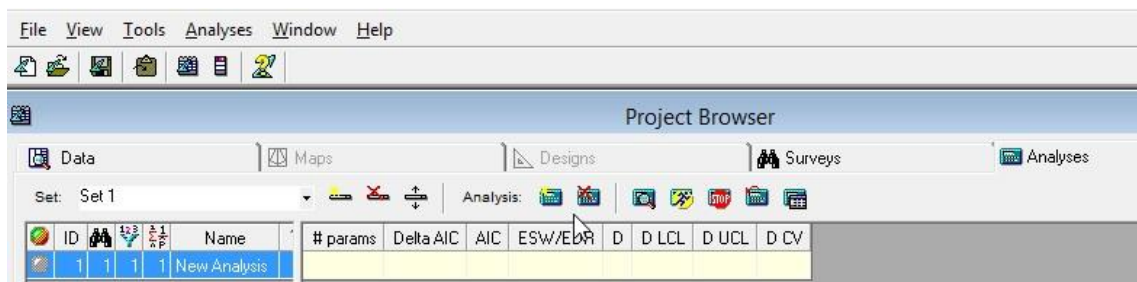 File View Tools Analyses Window Help
Project Browser
Data Maps Designs Surveys Analyses
Set: Set 1 Analysis: STOP
ID Name # params Delta AIC AIC ESW/EDR D D LCL D UCL D CV
1 1 1 1 New Analysis